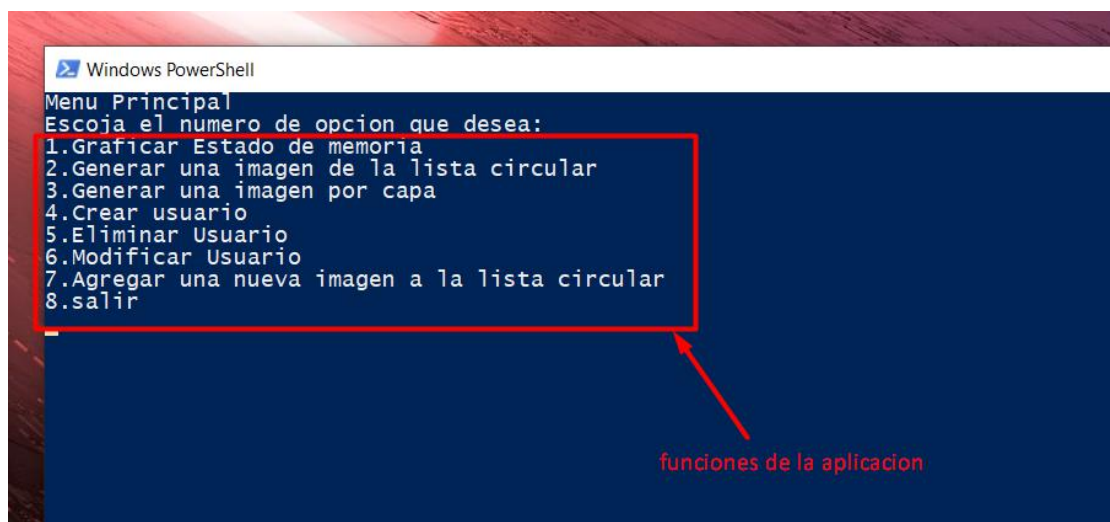 Windows PowerShell
Menu Principal
Escoja el numero de opcion que desea:
1.Graficar Estado de memoria
2.Generar una imagen de la lista circular
3.Generar una imagen por capa
4.Crear usuario
5.Eliminar Usuario
6.Modificar Usuario
7.Agregar una nueva imagen a la lista circular
8.salir
funciones de la aplicacion